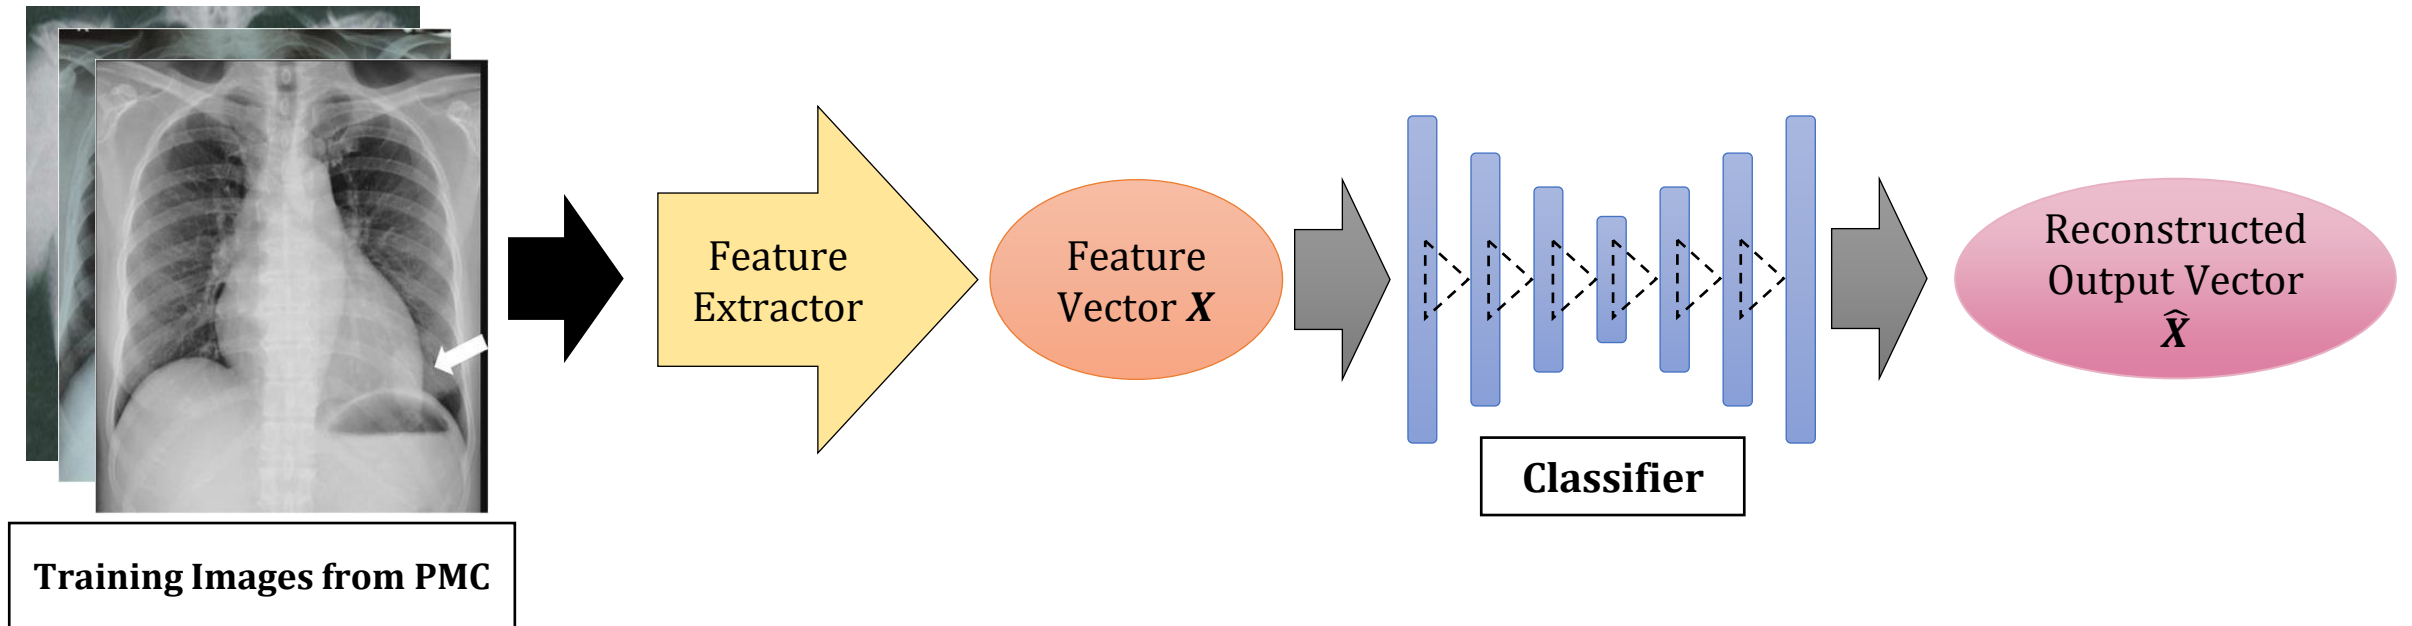 Training Images from PMC
Feature
Extractor
Feature
Vector X
Classifier
Reconstructed
Output Vector
X̂